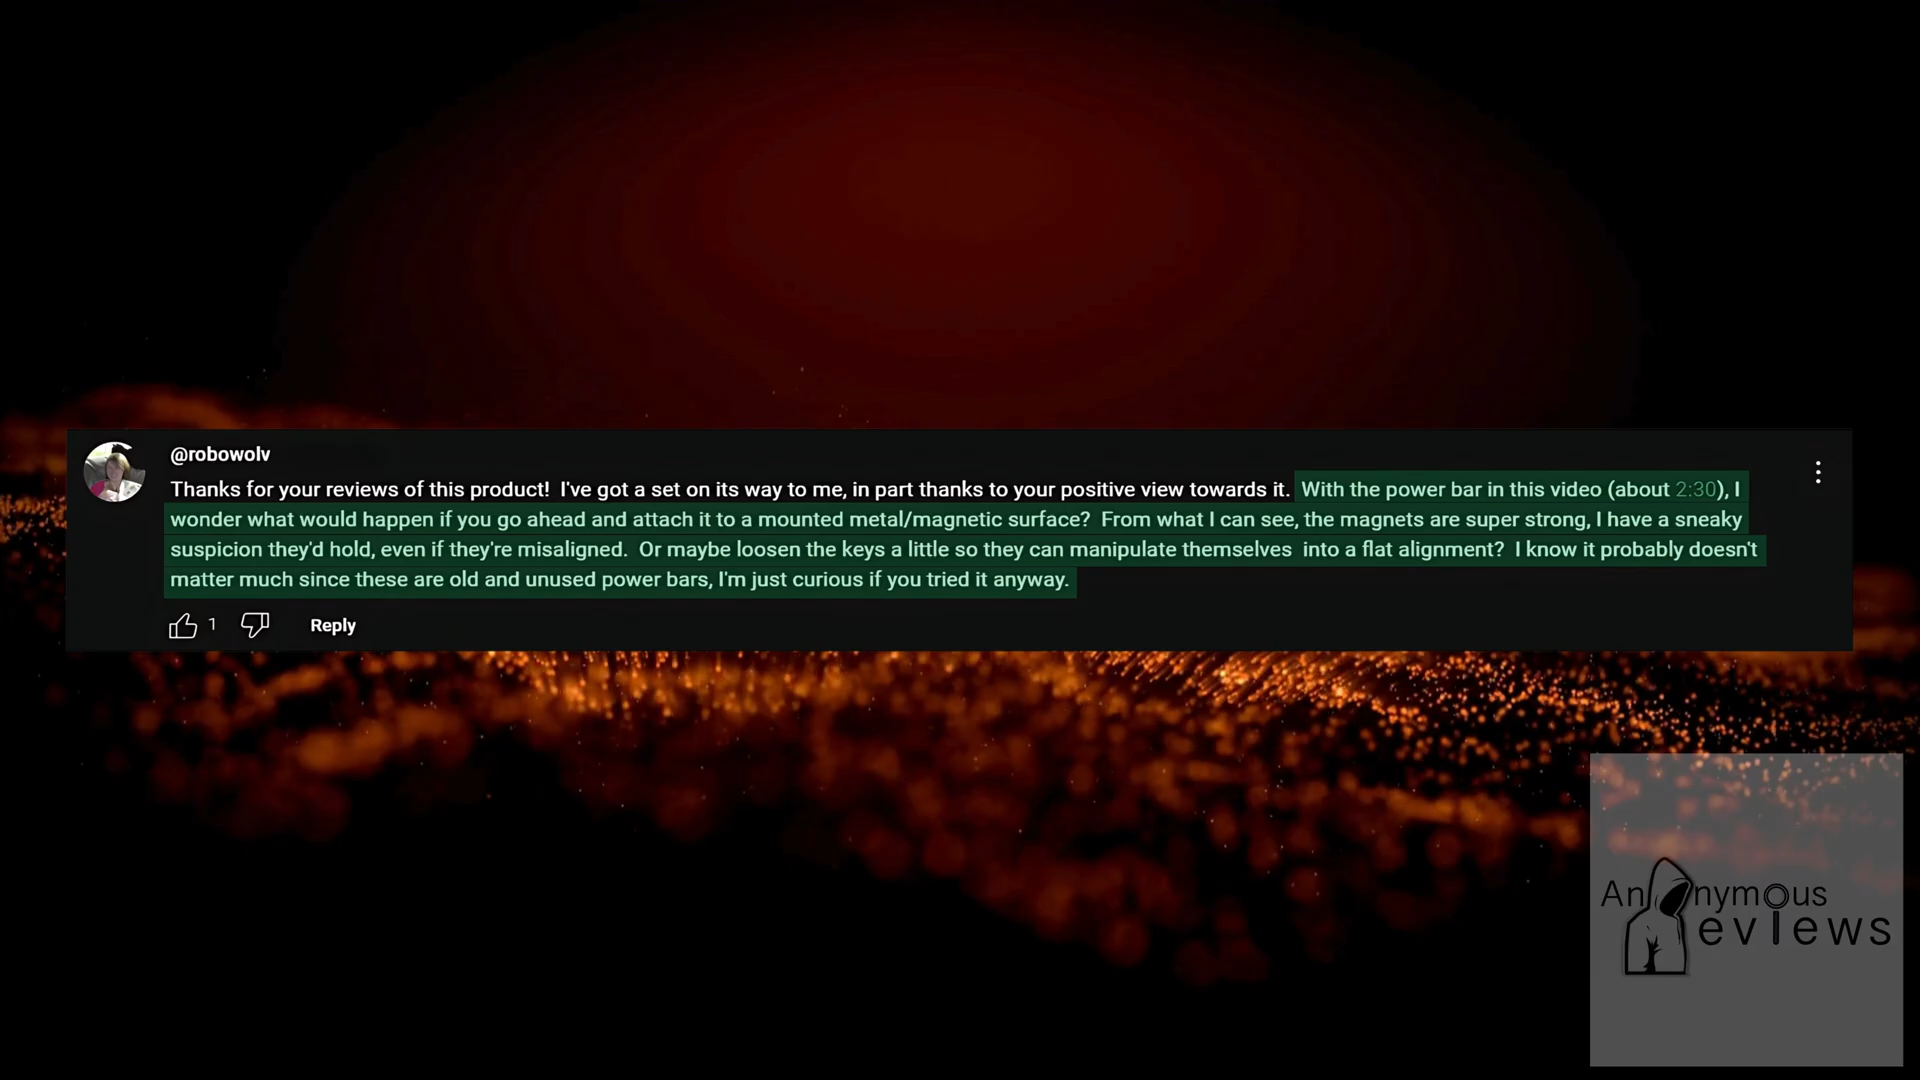 @robowolv
Thanks for your reviews of this product!  I've got a set on its way to me, in part thanks to your positive view towards it.  With the power bar in this video (about 2:30), I
wonder what would happen if you go ahead and attach it to a mounted metal/magnetic surface?  From what I can see, the magnets are super strong, I have a sneaky
suspicion they'd hold, even if they're misaligned.  Or maybe loosen the keys a little so they can manipulate themselves  into a flat alignment?  I know it probably doesn't
matter much since these are old and unused power bars, I'm just curious if you tried it anyway.
1 Reply
Anonymous
Reviews